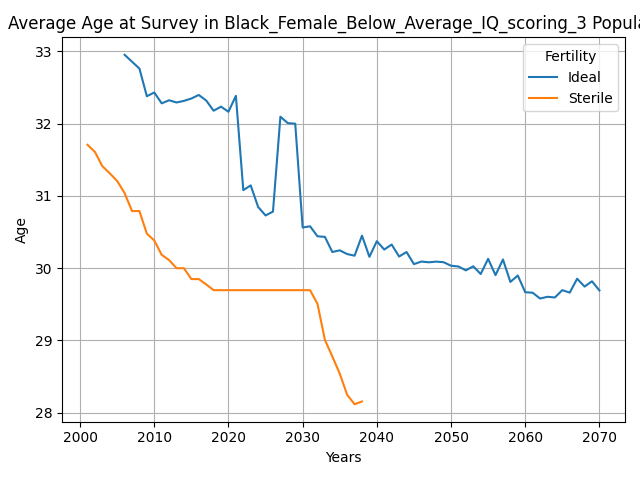 Average Age at Survey in Black_Female_Below_Average_IQ_scoring_3
33
32
31
30
29
28
Age
Fertility
Ideal
Sterile
2000 2010 2020 2030 2040 2050 2060 2070
Years